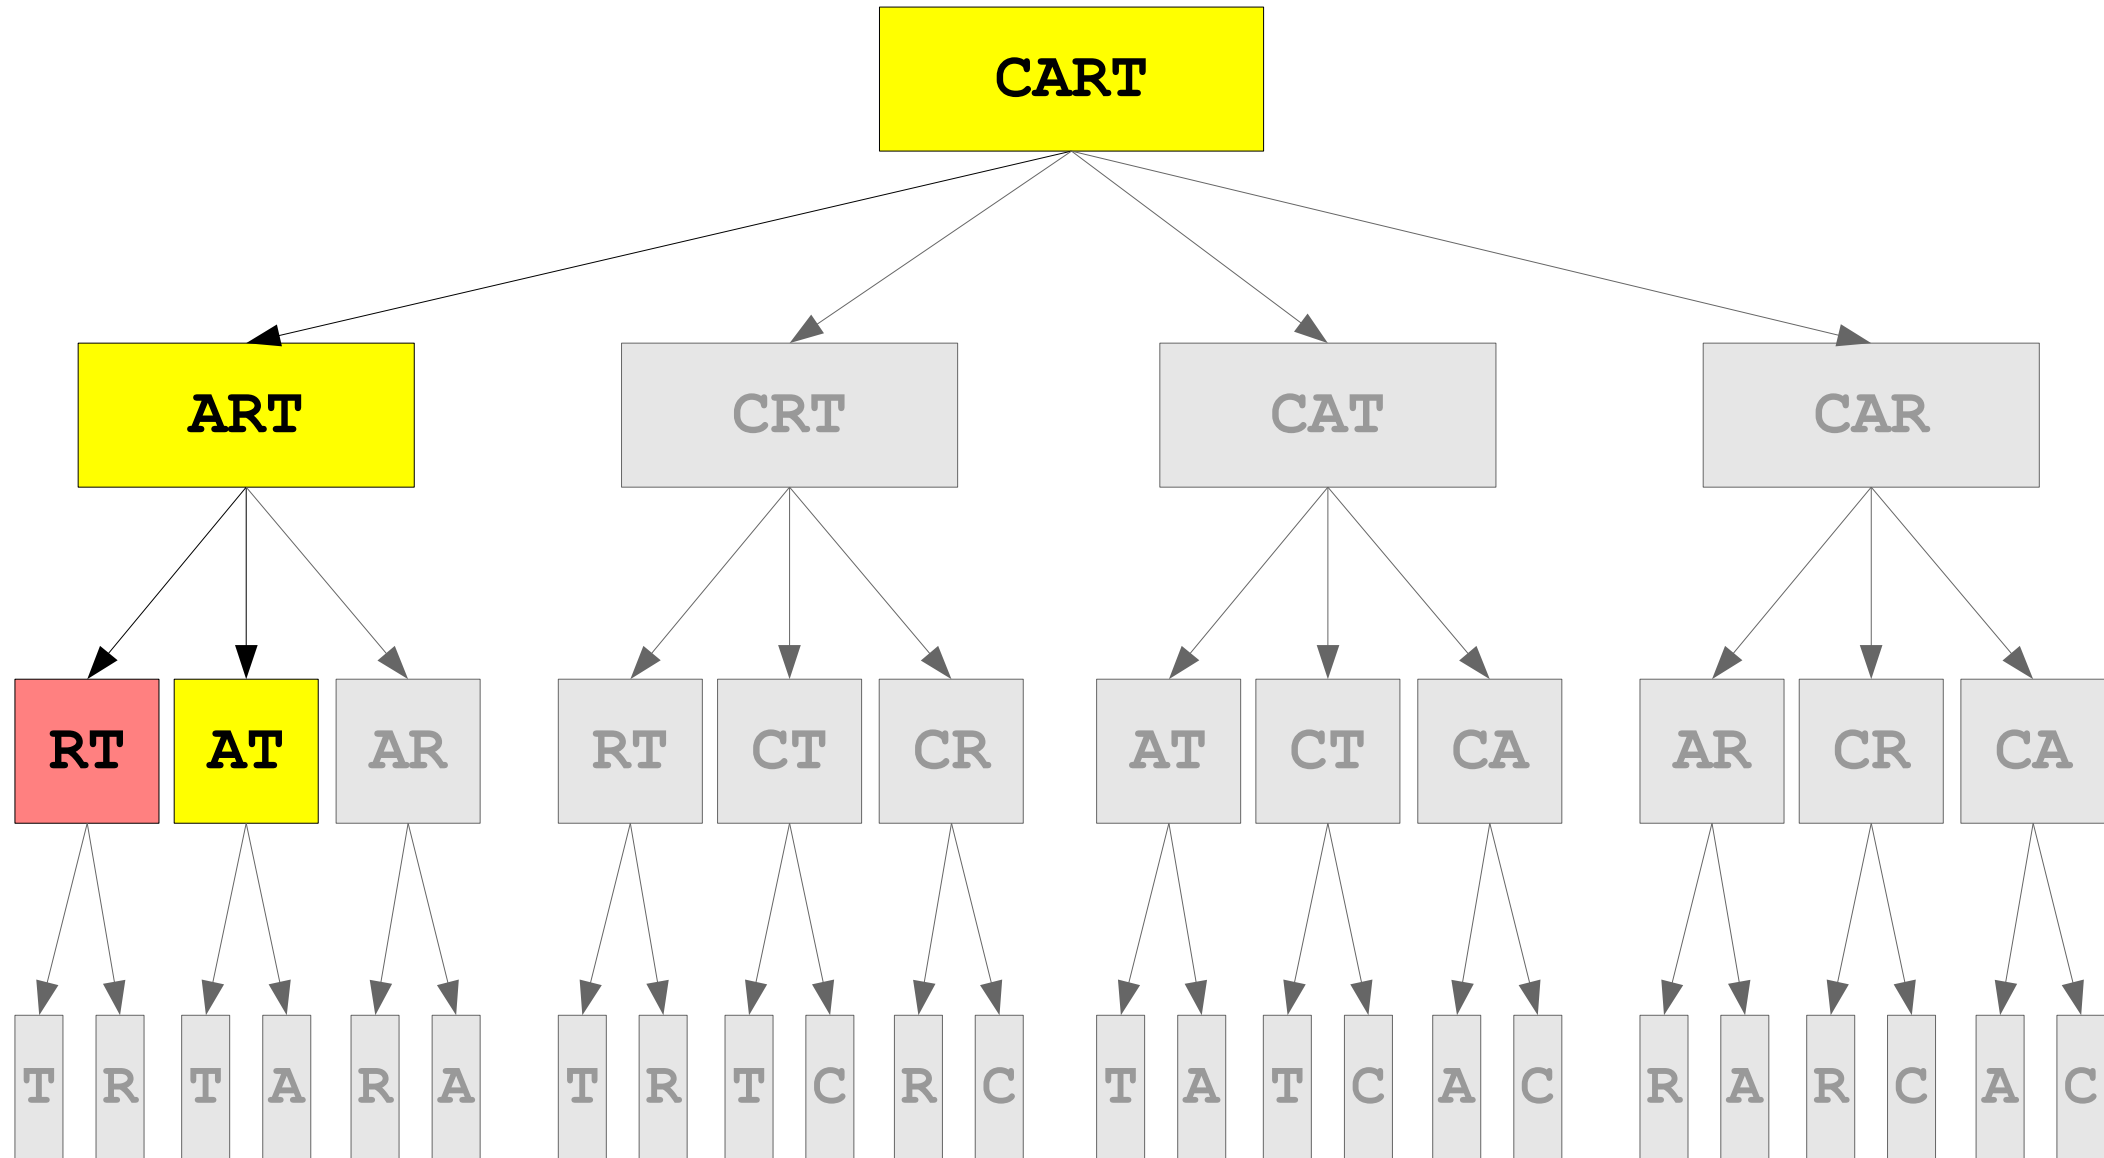 CART
ART CRT CAT CAR
RT AT AR RT CT CR AT CT CA AR CR CA
T R T A R A T R T C R C T A T C A C R A R C A C